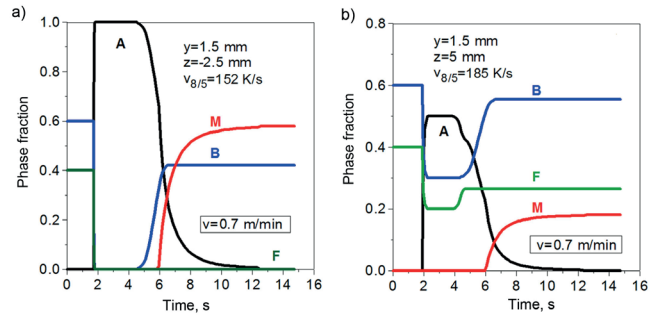 a)
Phase fraction
1.0
0.8
0.6
0.4
0.2
0.0
A
y=1.5 mm
z=-2.5 mm
v8/5=152 K/s
M
B
v=0.7 m/min
F
0 2 4 6 8 10 12 14 16
Time, s
b)
Phase fraction
0.8
0.6
0.4
0.2
0.0
y=1.5 mm
z=5 mm
v8/5=185 K/s
B
A
F
M
v=0.7 m/min
0 2 4 6 8 10 12 14 16
Time, s